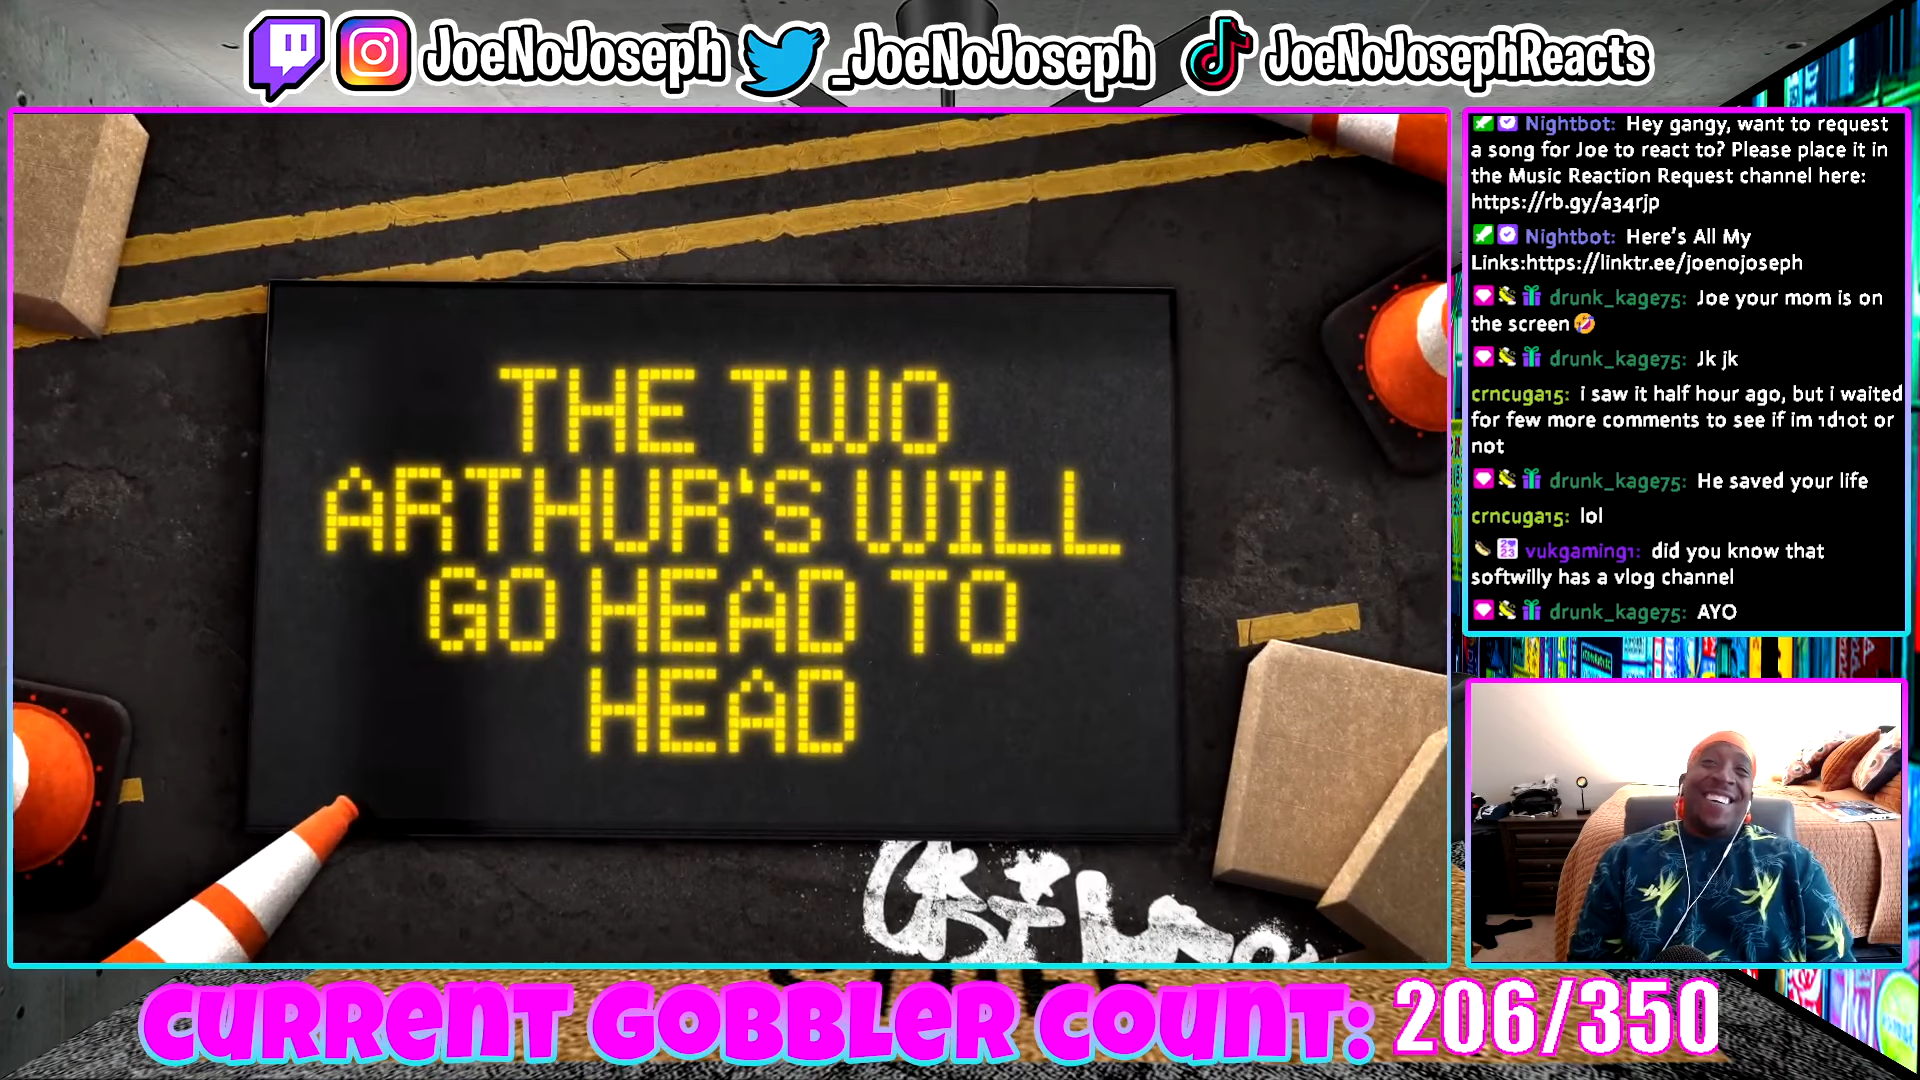 JoeNoJoseph _JoeNoJoseph JoeNoJosephReacts
THE TWO
ARTHUR'S WILL
GO HEAD TO
HEAD
Nightbot: Hey gangy, want to request
a song for Joe to react to? Please place it in
the Music Reaction Request channel here:
https://rb.gy/a34rjp
Nightbot: Here's All My
Links:https://linktr.ee/joenojoseph
drunk_kage75: Joe your mom is on
the screen🤣
drunk_kage75: Jk jk
crncuga15: i saw it half hour ago, but i waited
for few more comments to see if im 1d1ot or
not
drunk_kage75: He saved your life
crncuga15: lol
vukgaming1: did you know that
softwilly has a vlog channel
drunk_kage75: AYO
CURRENT GOBBLER COUNT: 206/350